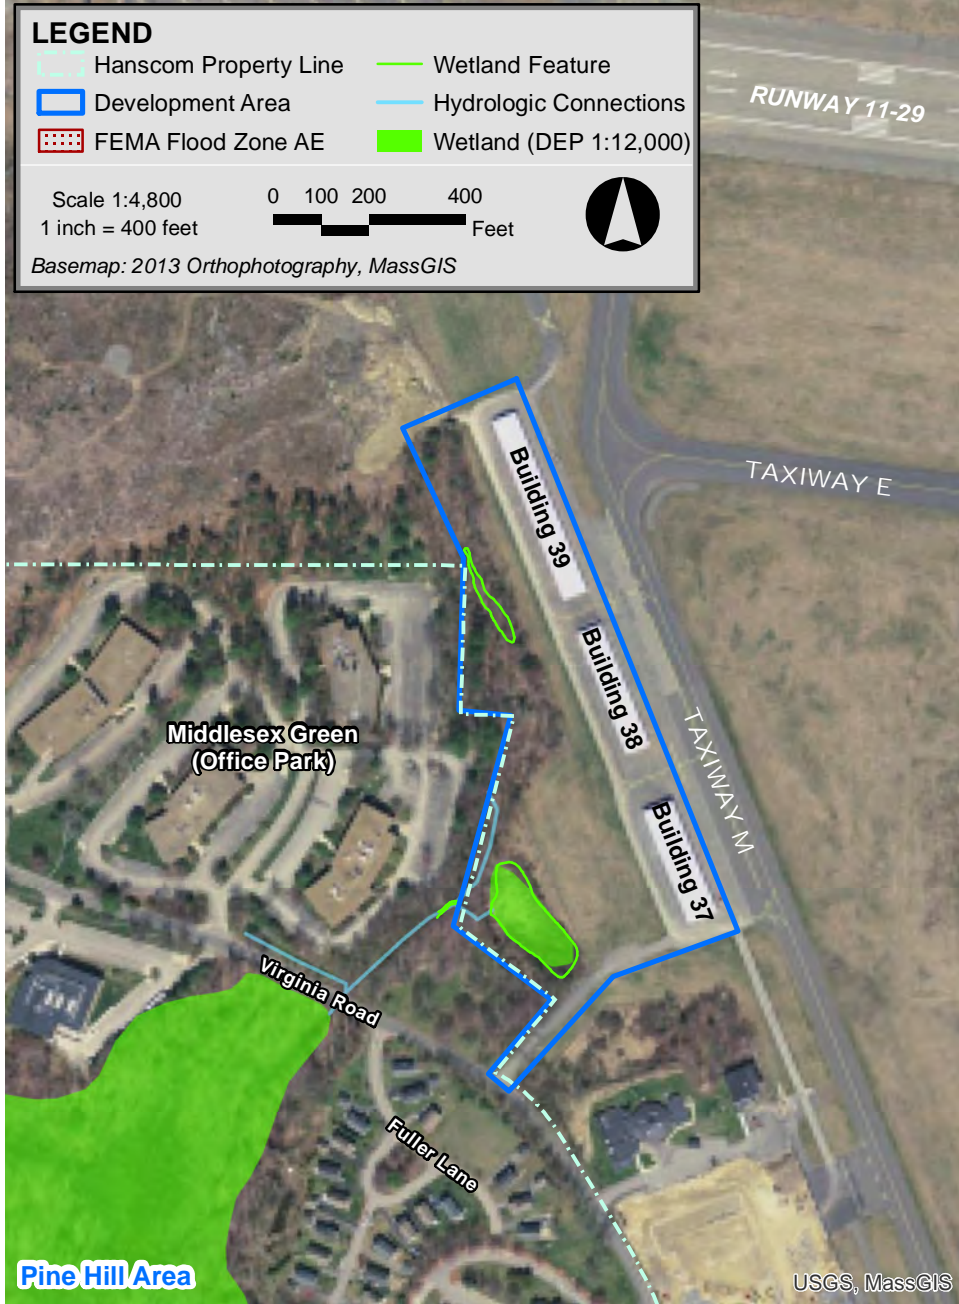 LEGEND
Hanscom Property Line
Development Area
FEMA Flood Zone AE
Wetland Feature
Hydrologic Connections
Wetland (DEP 1:12,000)
Scale 1:4,800
1 inch = 400 feet
0 100 200 400
Feet
Basemap: 2013 Orthophotography, MassGIS
RUNWAY 11-29
TAXIWAY E
Building 39
Building 38
TAXIWAY M
Middlesex Green
(Office Park)
Building 37
Virginia Road
Fuller Lane
Pine Hill Area
USGS, MassGIS